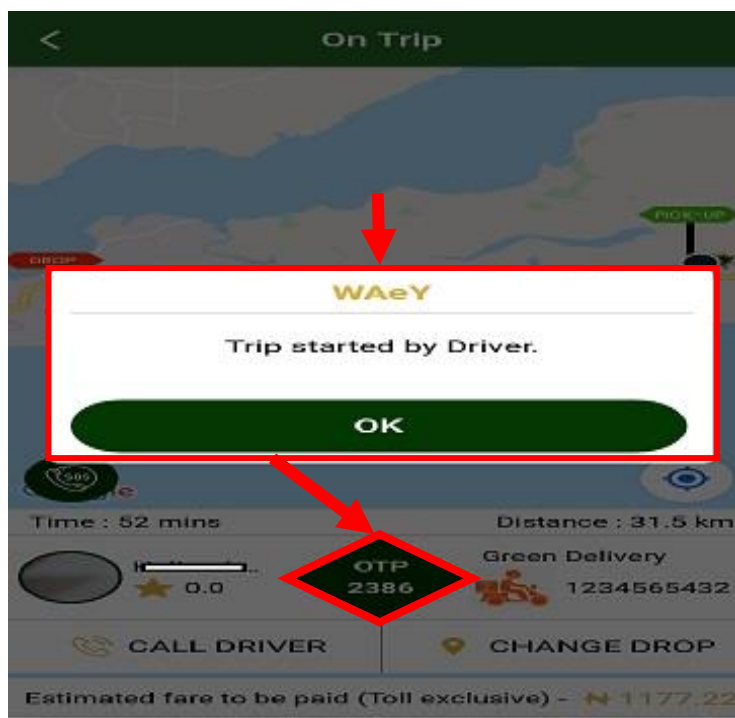 < On Trip
PICK-UP
DROP
WAeY
Trip started by Driver.
OK
SOS
Time : 52 mins
Distance : 31.5 km
OTP
2386
Green Delivery
0.0
1234565432
CALL DRIVER
CHANGE DROP
Estimated fare to be paid (Toll exclusive) - ₦ 1177.22